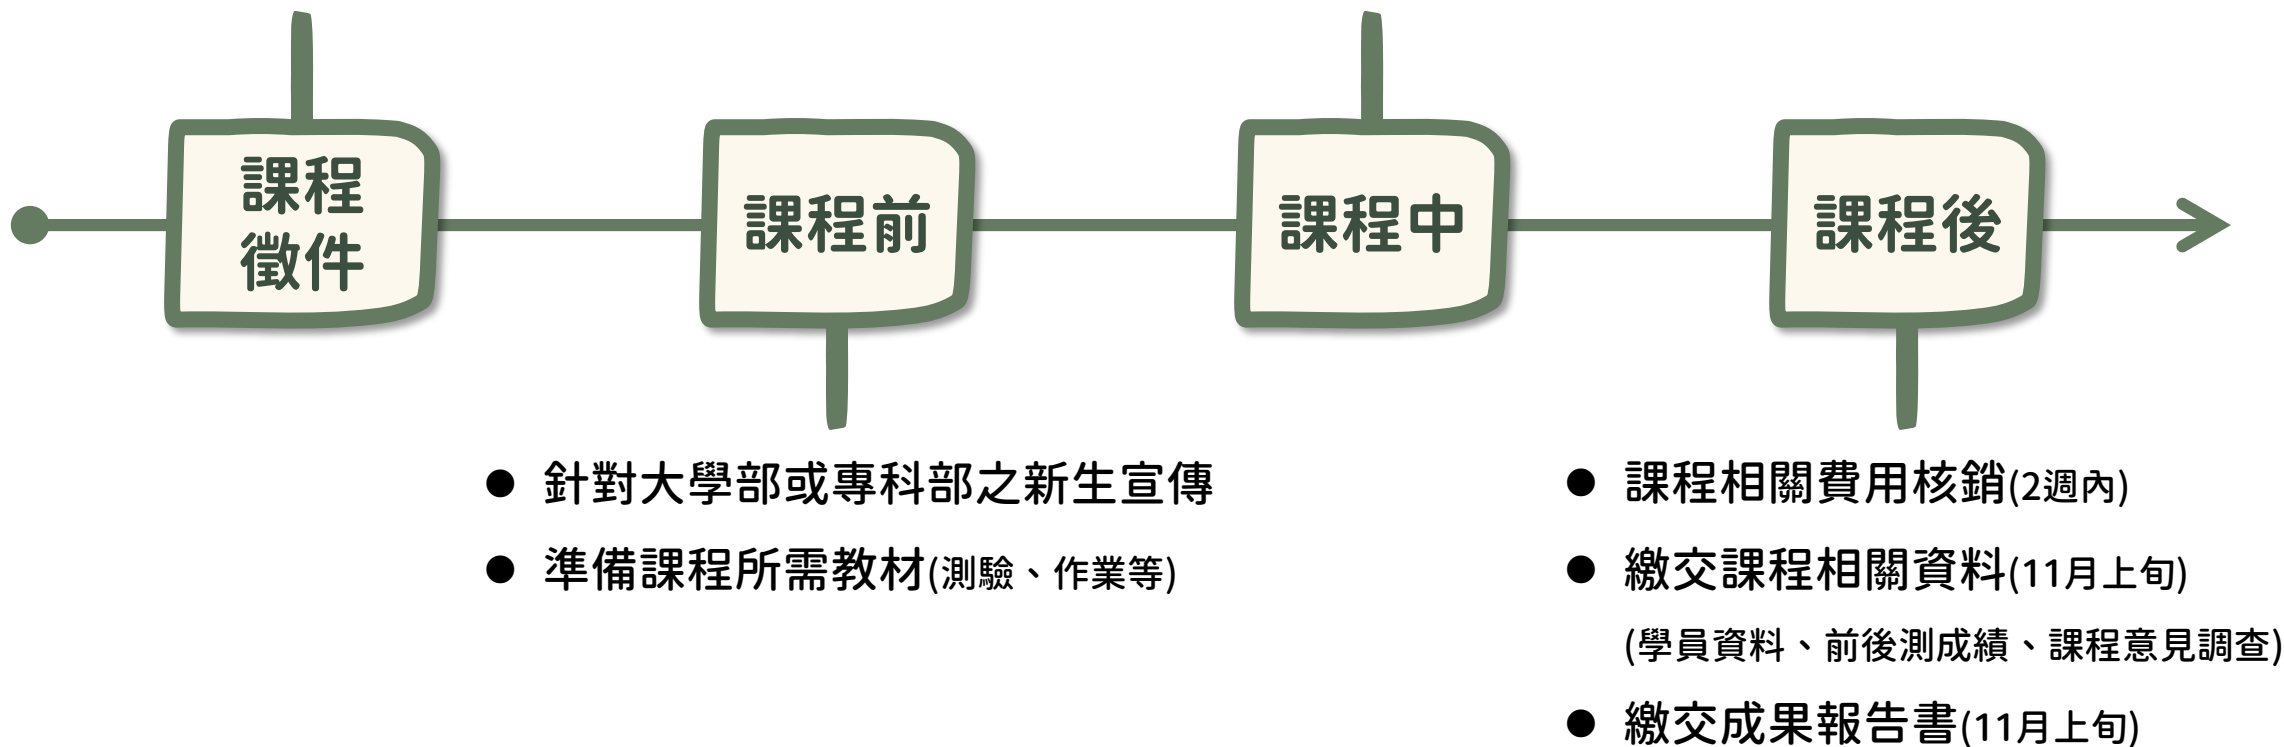 課程
徵件
課程前
課程中
課程後
● 針對大學部或專科部之新生宣傳
● 準備課程所需教材(測驗、作業等)
● 課程相關費用核銷(2週內)
● 繳交課程相關資料(11月上旬)
(學員資料、前後測成績、課程意見調查)
● 繳交成果報告書(11月上旬)